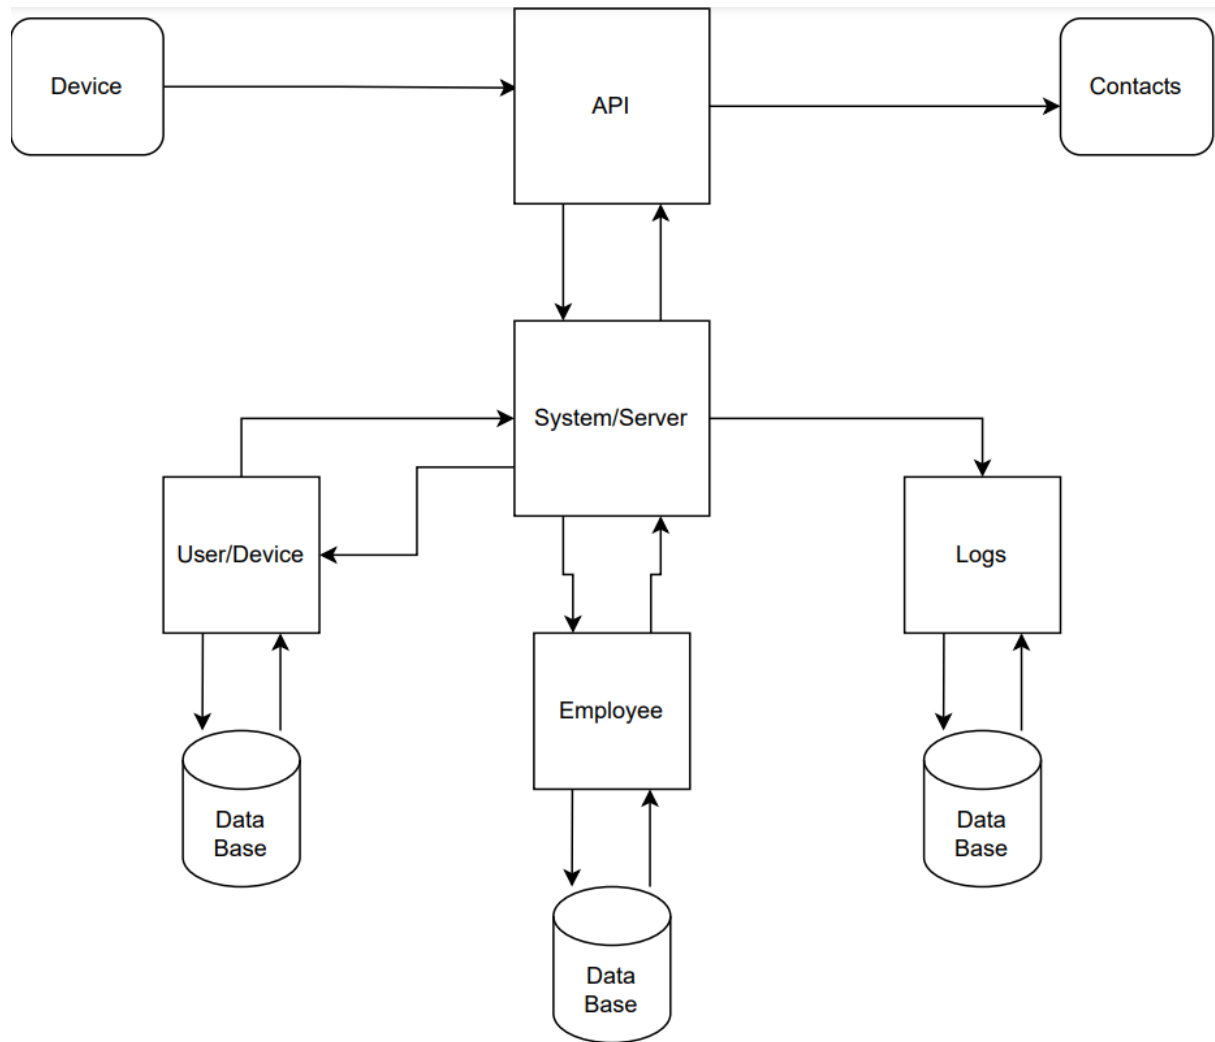 Device
API
Contacts
System/Server
User/Device
Logs
Employee
Data
Base
Data
Base
Data
Base